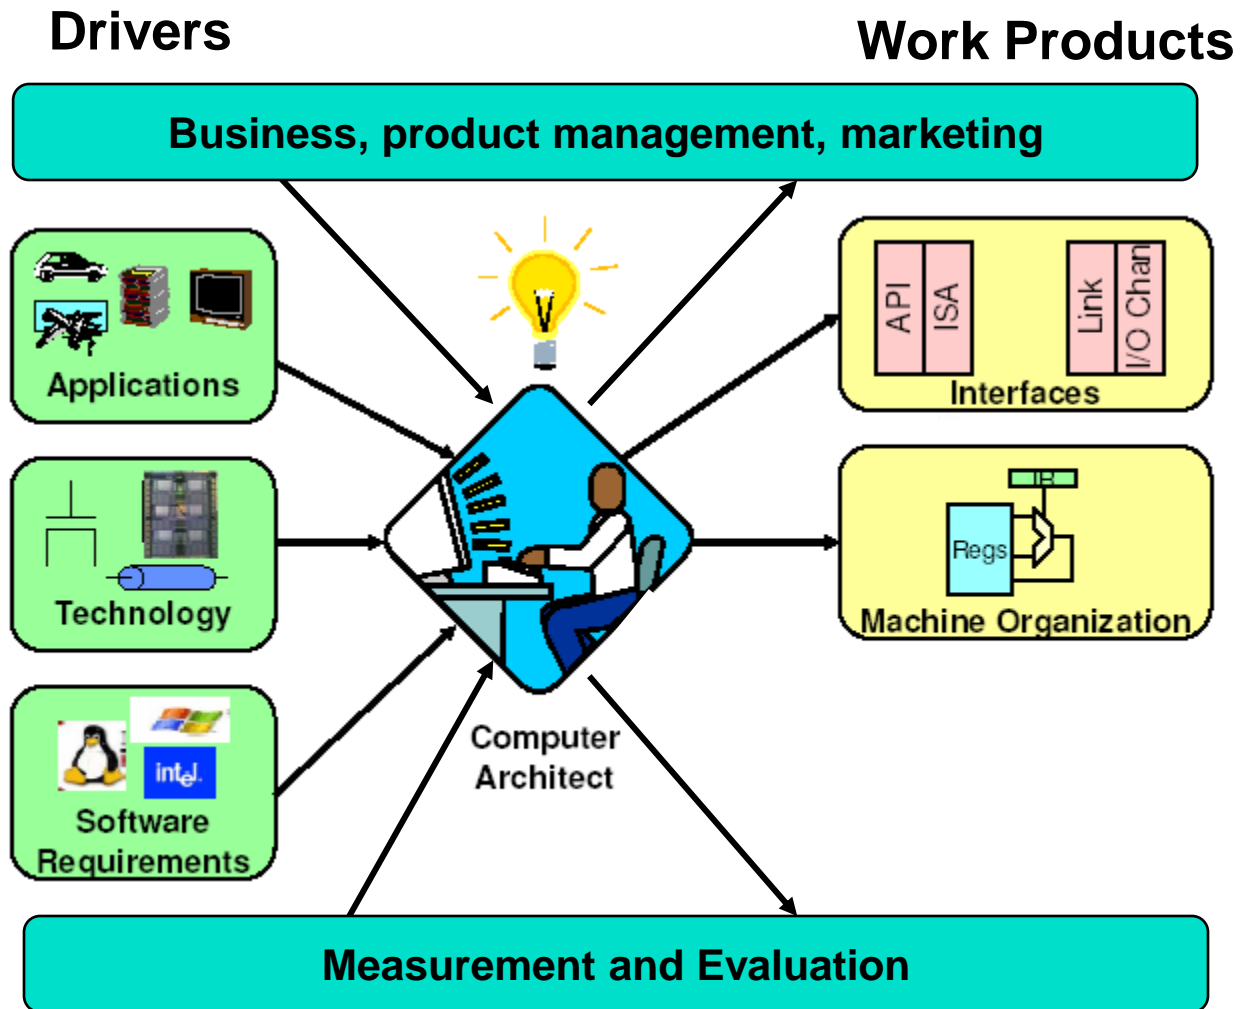 Drivers
Work Products
Business, product management, marketing
Applications
API
ISA
Link
I/O Chan
Interfaces
Technology
IR
Regs
Machine Organization
intel.
Software
Requirements
Computer
Architect
Measurement and Evaluation